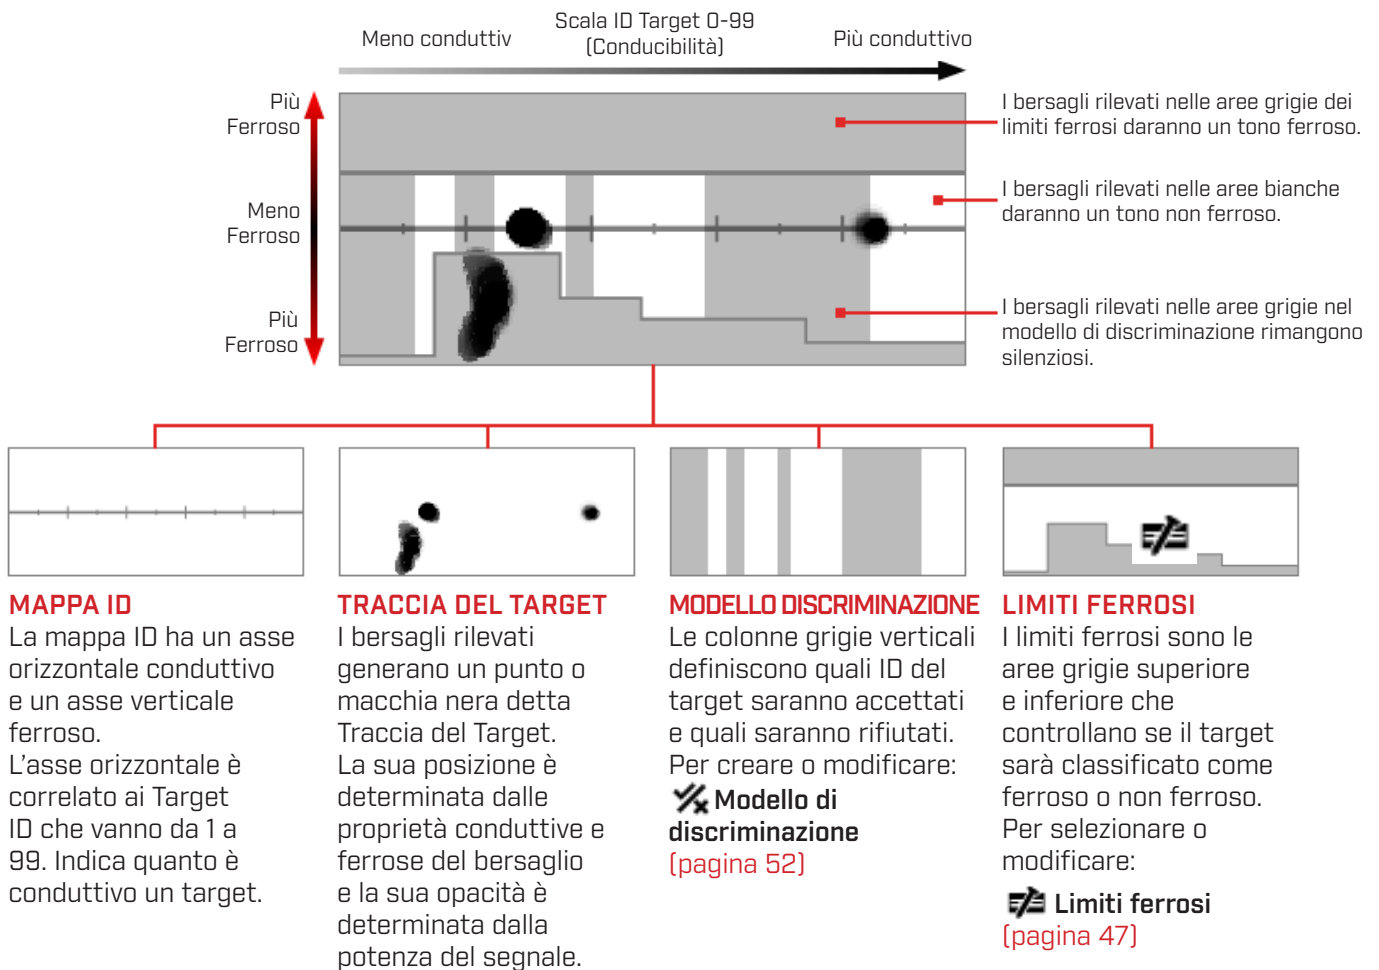 Scala ID Target 0-99
(Conducibilità)
Meno conduttiv
Più conduttivo
Più
Ferroso
Meno
Ferroso
Più
Ferroso
I bersagli rilevati nelle aree grigie dei
limiti ferrosi daranno un tono ferroso.
I bersagli rilevati nelle aree bianche
daranno un tono non ferroso.
I bersagli rilevati nelle aree grigie nel
modello di discriminazione rimangono
silenziosi.
MAPPA ID
La mappa ID ha un asse
orizzontale conduttivo
e un asse verticale
ferroso.
L'asse orizzontale è
correlato ai Target
ID che vanno da 1 a
99. Indica quanto è
conduttivo un target.
TRACCIA DEL TARGET
I bersagli rilevati
generano un punto o
macchia nera detta
Traccia del Target.
La sua posizione è
determinata dalle
proprietà conduttive e
ferrose del bersaglio
e la sua opacità è
determinata dalla
potenza del segnale.
MODELLO DISCRIMINAZIONE
Le colonne grigie verticali
definiscono quali ID del
target saranno accettati
e quali saranno rifiutati.
Per creare o modificare:
Modello di
discriminazione
(pagina 52)
LIMITI FERROSI
I limiti ferrosi sono le
aree grigie superiore
e inferiore che
controllano se il target
sarà classificato come
ferroso o non ferroso.
Per selezionare o
modificare:
Limiti ferrosi
(pagina 47)